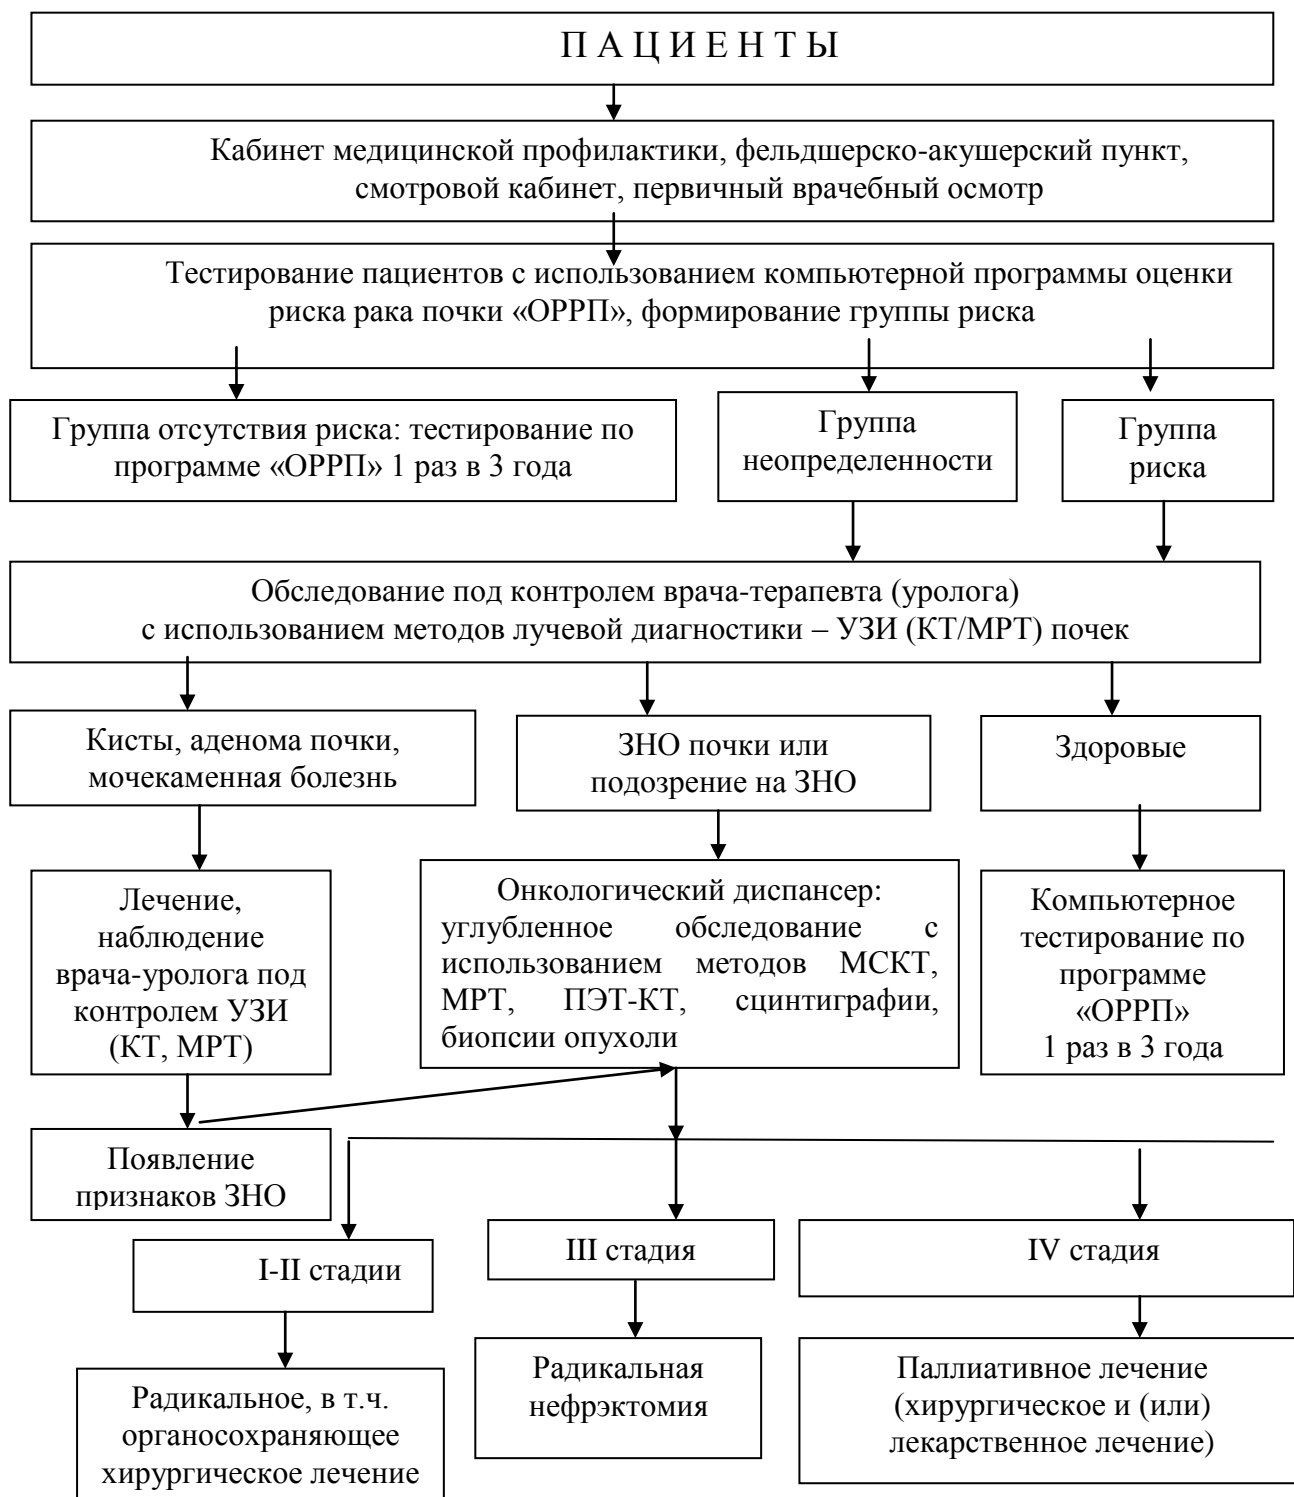 П А Ц И Е Н Т Ы
Кабинет медицинской профилактики, фельдшерско-акушерский пункт,
смотровой кабинет, первичный врачебный осмотр
Тестирование пациентов с использованием компьютерной программы оценки
риска рака почки «ОРРП», формирование группы риска
Группа отсутствия риска: тестирование по
программе «ОРРП» 1 раз в 3 года
Группа
неопределенности
Группа
риска
Обследование под контролем врача-терапевта (уролога)
с использованием методов лучевой диагностики – УЗИ (КТ/МРТ) почек
Кисты, аденома почки,
мочекаменная болезнь
ЗНО почки или
подозрение на ЗНО
Здоровые
Лечение,
наблюдение
врача-уролога под
контролем УЗИ
(КТ, МРТ)
Онкологический диспансер:
углубленное обследование с
использованием методов МСКТ,
МРТ, ПЭТ-КТ, сцинтиграфии,
биопсии опухоли
Компьютерное
тестирование по
программе
«ОРРП»
1 раз в 3 года
Появление
признаков ЗНО
I-II стадии
III стадия
IV стадия
Радикальное, в т.ч.
органосохраняющее
хирургическое лечение
Радикальная
нефрэктомия
Паллиативное лечение
(хирургическое и (или)
лекарственное лечение)